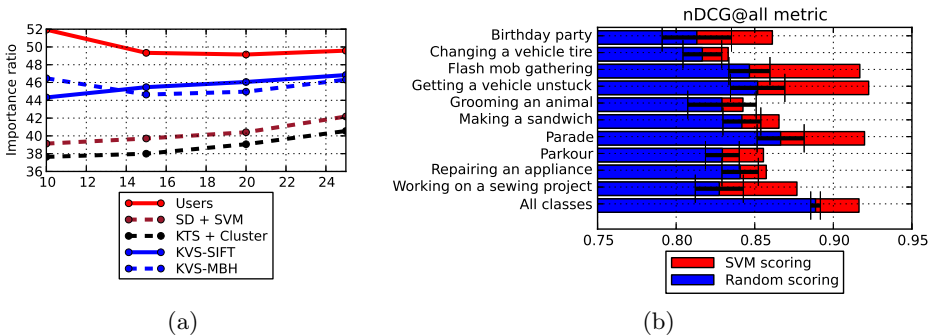 Importance ratio
52
50
48
46
44
42
40
38
36
10 12 14 16 18 20 22 24
Users
SD + SVM
KTS + Cluster
KVS-SIFT
KVS-MBH
(a)
nDCG@all metric
Birthday party
Changing a vehicle tire
Flash mob gathering
Getting a vehicle unstuck
Grooming an animal
Making a sandwich
Parade
Parkour
Repairing an appliance
Working on a sewing project
All classes
0.75 0.80 0.85 0.90 0.95
SVM scoring
Random scoring
(b)